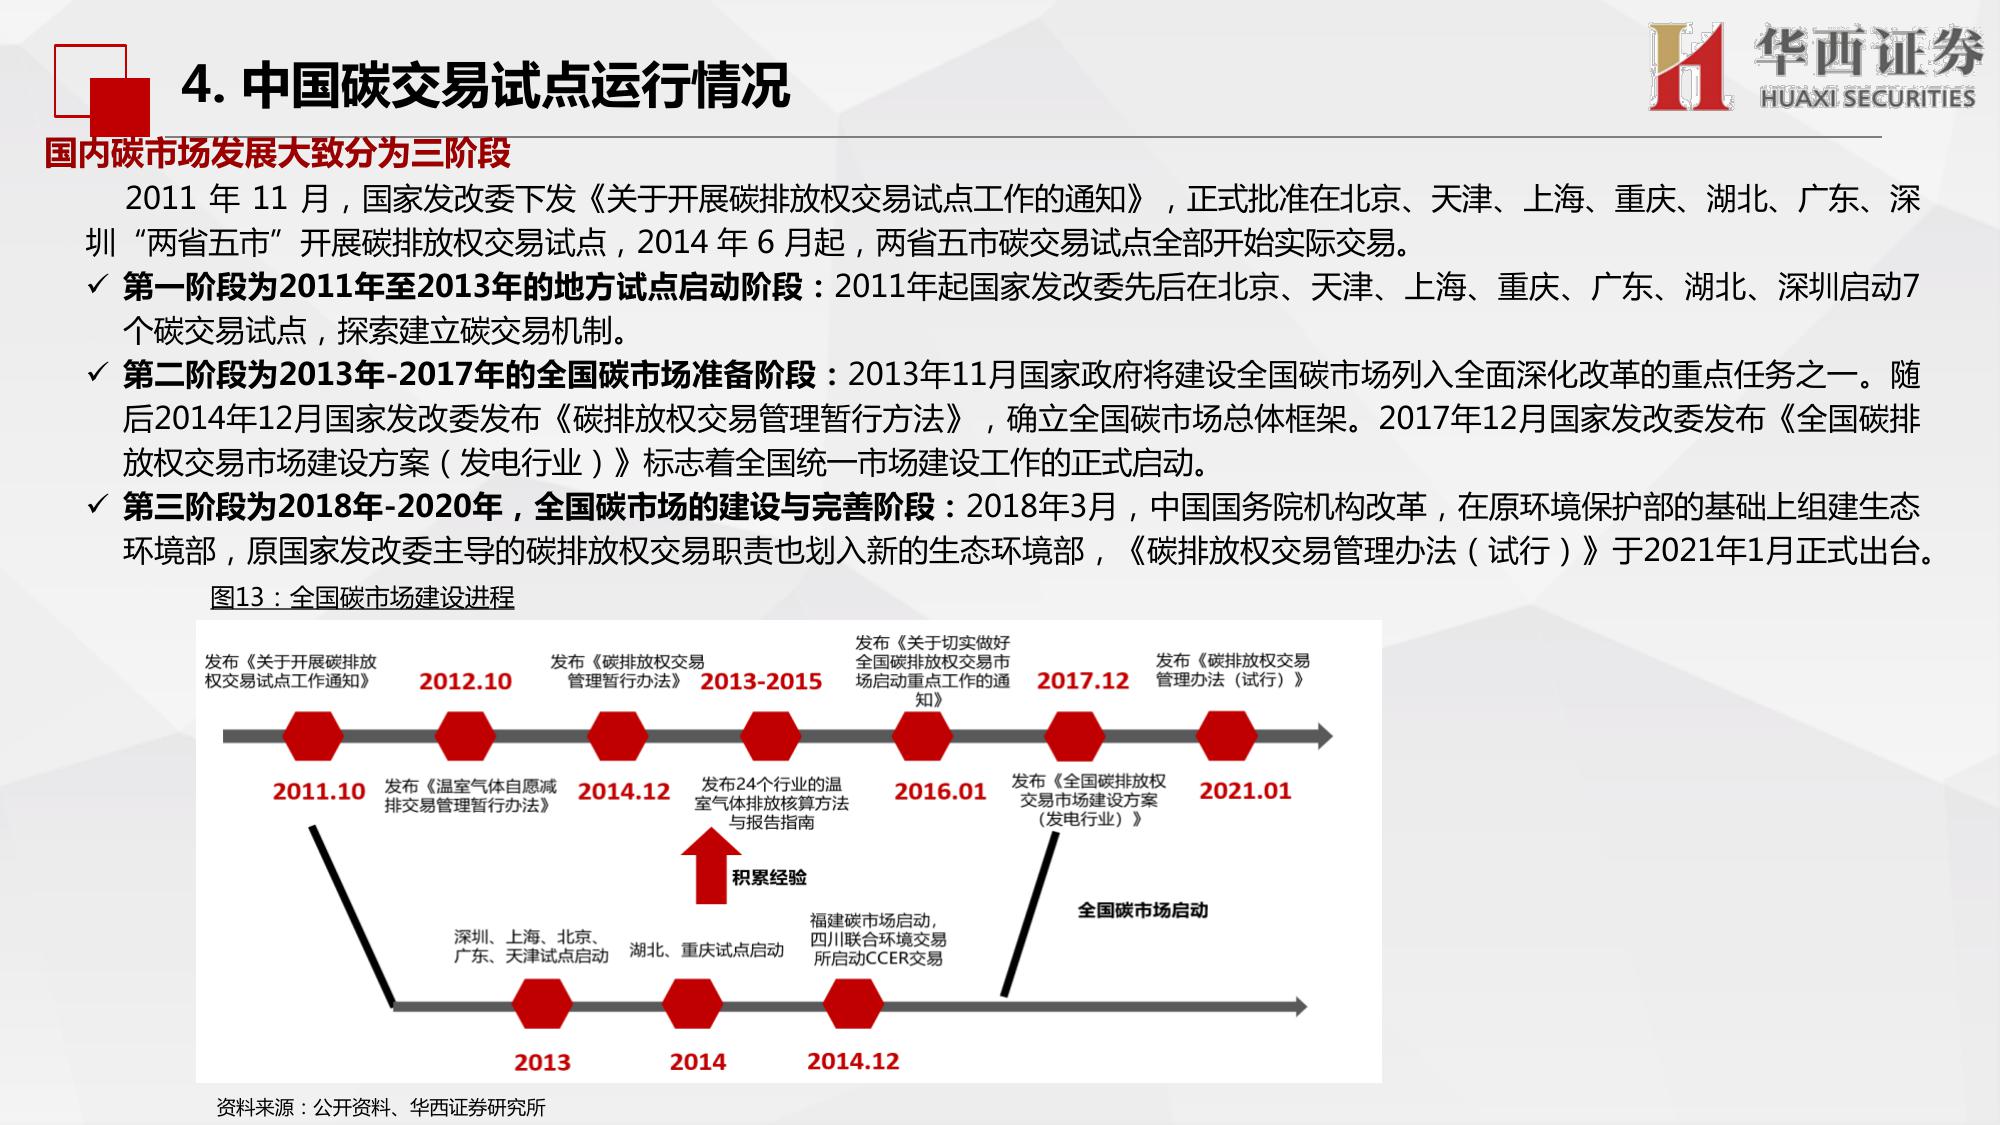 4. 中国碳交易试点运行情况
华西证券
HUAXI SECURITIES
国内碳市场发展大致分为三阶段
2011 年 11 月，国家发改委下发《关于开展碳排放权交易试点工作的通知》，正式批准在北京、天津、上海、重庆、湖北、广东、深
圳“两省五市”开展碳排放权交易试点，2014 年 6 月起，两省五市碳交易试点全部开始实际交易。
✓ 第一阶段为2011年至2013年的地方试点启动阶段：2011年起国家发改委先后在北京、天津、上海、重庆、广东、湖北、深圳启动7
个碳交易试点，探索建立碳交易机制。
✓ 第二阶段为2013年-2017年的全国碳市场准备阶段：2013年11月国家政府将建设全国碳市场列入全面深化改革的重点任务之一。随
后2014年12月国家发改委发布《碳排放权交易管理暂行方法》，确立全国碳市场总体框架。2017年12月国家发改委发布《全国碳排
放权交易市场建设方案（发电行业）》标志着全国统一市场建设工作的正式启动。
✓ 第三阶段为2018年-2020年，全国碳市场的建设与完善阶段：2018年3月，中国国务院机构改革，在原环境保护部的基础上组建生态
环境部，原国家发改委主导的碳排放权交易职责也划入新的生态环境部，《碳排放权交易管理办法（试行）》于2021年1月正式出台。
图13：全国碳市场建设进程
发布《关于开展碳排放
权交易试点工作通知》
2012.10
发布《碳排放权交易
管理暂行办法》
2013-2015
发布《关于切实做好
全国碳排放权交易市
场启动重点工作的通
知》
2017.12
发布《碳排放权交易
管理办法（试行）》
2011.10
发布《温室气体自愿减
排交易管理暂行办法》
2014.12
发布24个行业的温
室气体排放核算方法
与报告指南
2016.01
发布《全国碳排放权
交易市场建设方案
（发电行业）》
2021.01
积累经验
全国碳市场启动
深圳、上海、北京、
广东、天津试点启动
湖北、重庆试点启动
福建碳市场启动，
四川联合环境交易
所启动CCER交易
2013
2014
2014.12
资料来源：公开资料、华西证券研究所